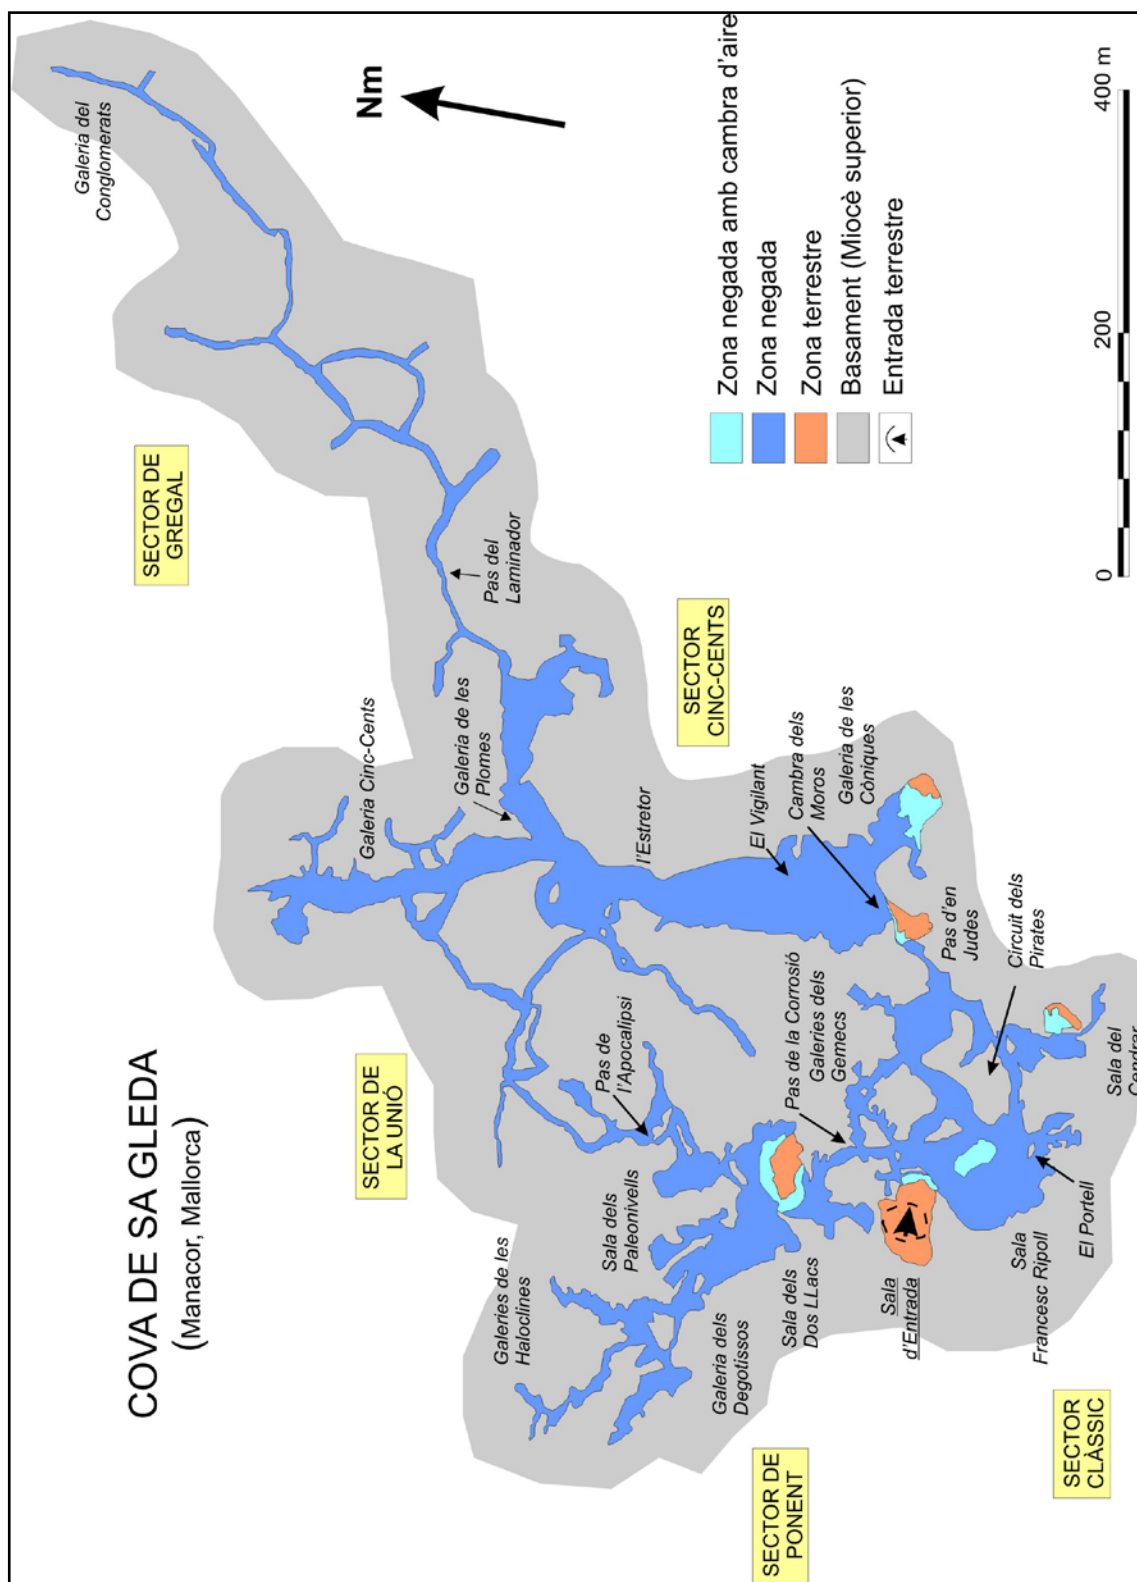 COVA DE SA GLEDA
(Manacor, Mallorca)
Galeria del
Conglomerats
Nm
SECTOR DE
GREGAL
Pas del
Laminador
SECTOR
CINC-CENTS
Galeria de les
Plomes
Galeria Cinc-Cents
l'Estretor
El Vigilant
Cambra dels
Moros
Galeria de les
Còniques
SECTOR DE
LA UNIÓ
Pas de
l'Apocalipsi
Pas de la Corrosió
Galeries dels
Gemecs
Pas d'en
Judes
Circuit dels
Pirates
Sala del
Cendrar
Galeries de les
Haloclines
Sala dels
Paleonivells
Galeria dels
Degotissos
Sala dels
Dos LLacs
Sala
d'Entrada
Sala
Francesc Ripoll
El Portell
SECTOR DE
PONENT
SECTOR
CLÀSSIC
Zona negada amb cambra d'aire
Zona negada
Zona terrestre
Basament (Miocè superior)
Entrada terrestre
0
200
400 m